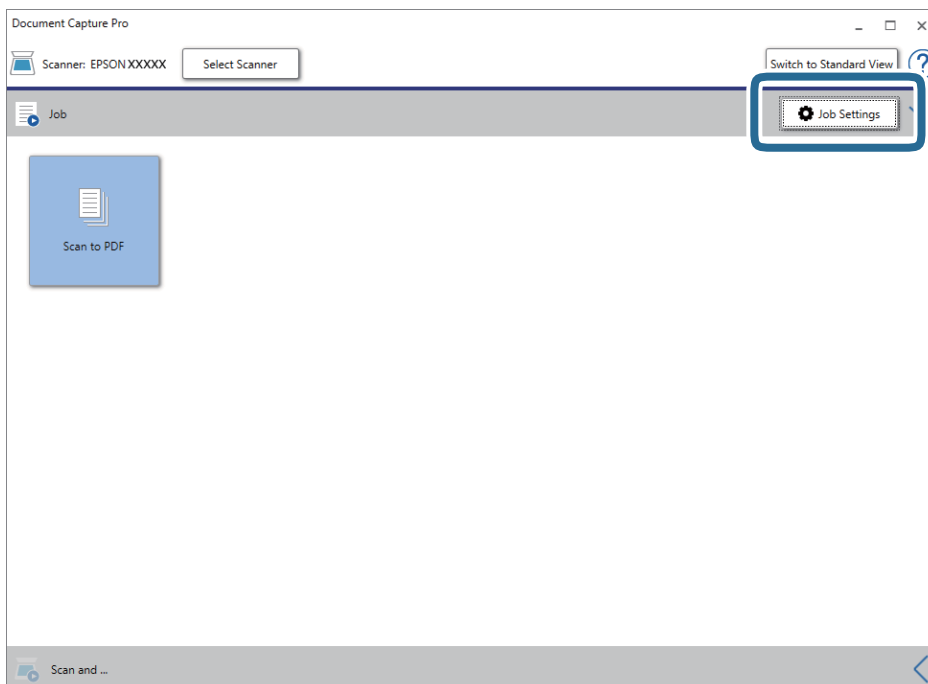 Document Capture Pro
Scanner: EPSON XXXXX
Select Scanner
Switch to Standard View
?
Job
Job Settings
Scan to PDF
Scan and ...